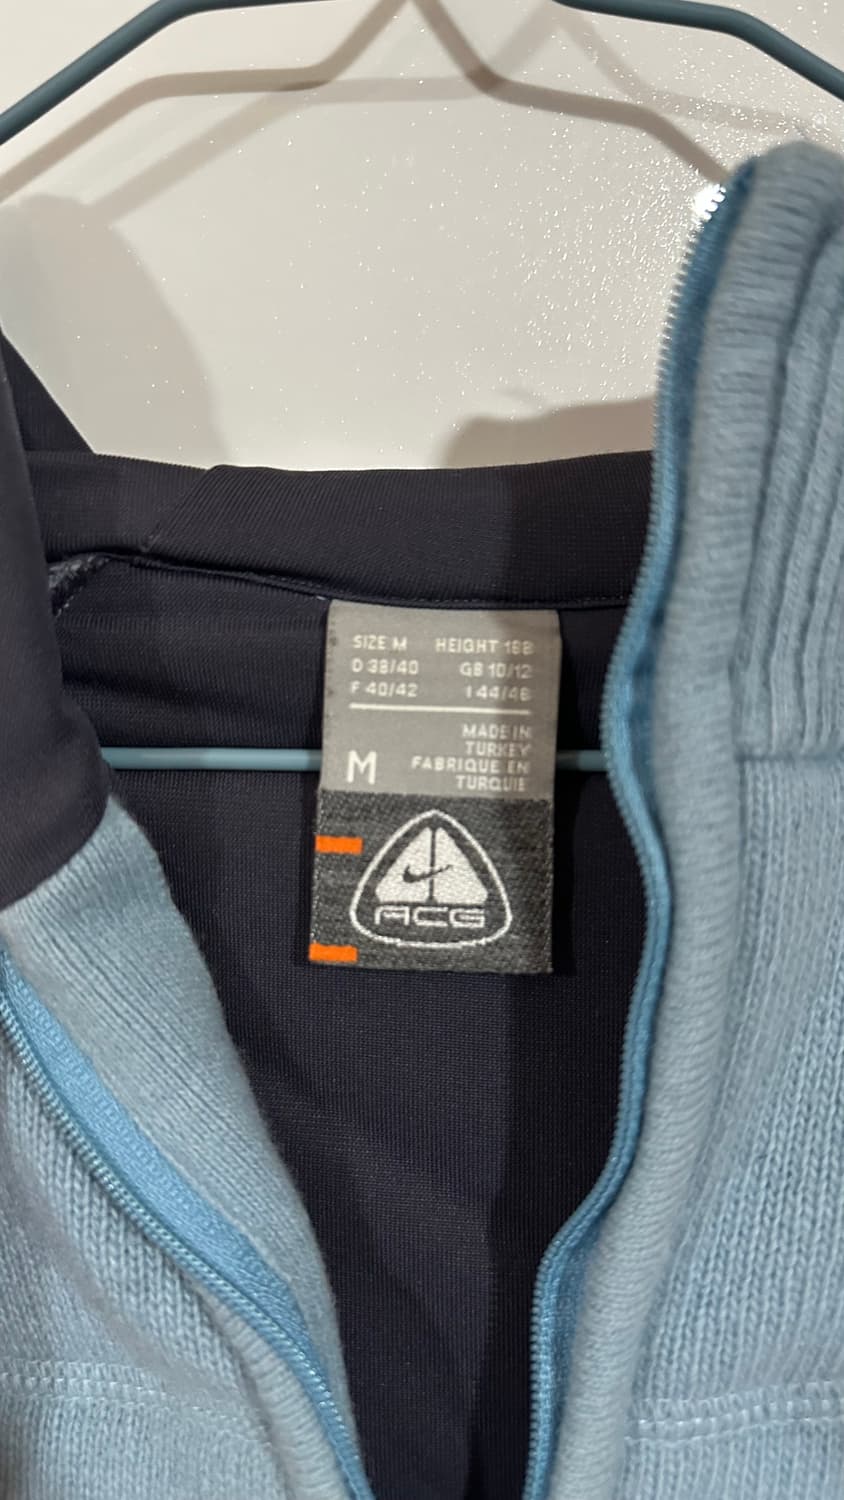 SIZE M HEIGHT 168
D 38/40 GB 10/12
F 40/42 I 44/46
MADE IN
TURKEY
M FABRIQUE EN
TURQUIE
ACG